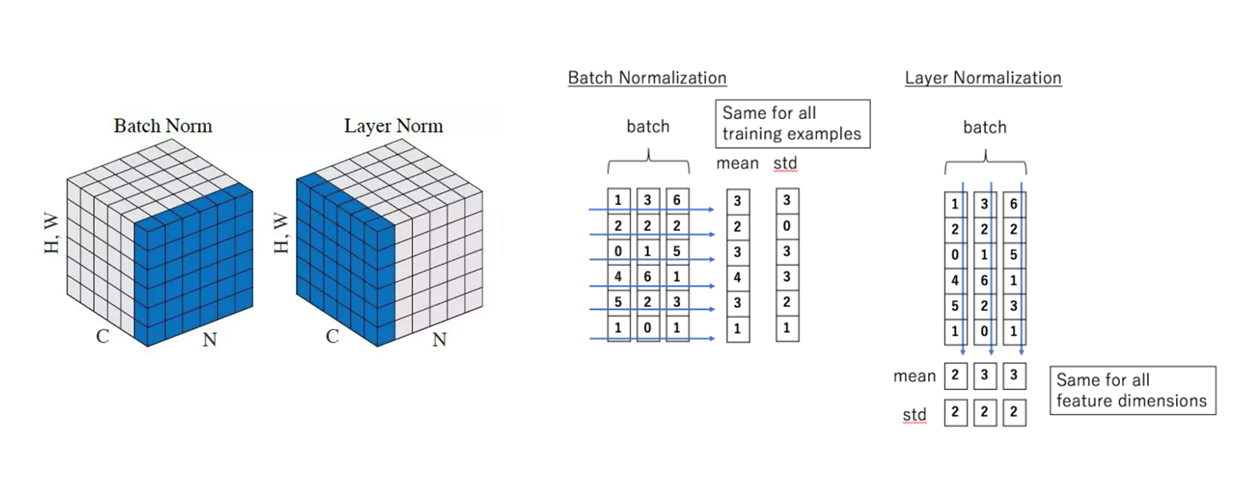 Batch Norm
H, W
C
N
Layer Norm
H, W
C
N
Batch Normalization
Same for all
training examples
batch
mean std
1 3 6 3 3
2 2 2 2 0
0 1 5 3 3
4 6 1 4 3
5 2 3 3 2
1 0 1 1 1
Layer Normalization
batch
1 3 6
2 2 2
0 1 5
4 6 1
5 2 3
1 0 1
mean 2 3 3
std 2 2 2
Same for all
feature dimensions